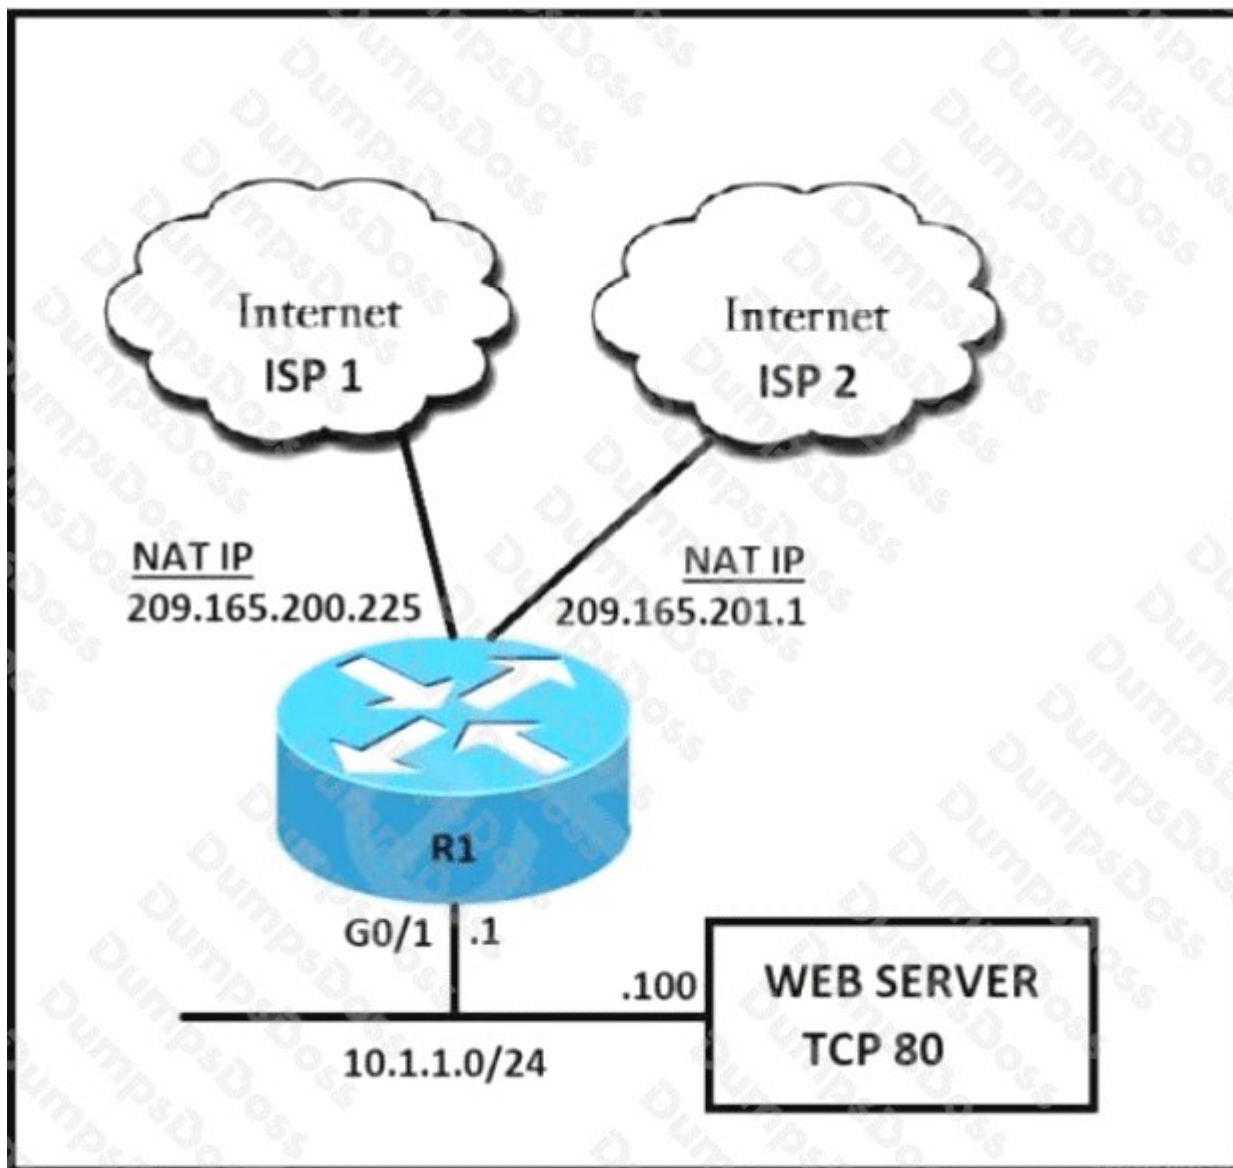 Internet
ISP 1
Internet
ISP 2
NAT IP
209.165.200.225
NAT IP
209.165.201.1
R1
G0/1
.1
.100
WEB SERVER
TCP 80
10.1.1.0/24
DumpsDoss